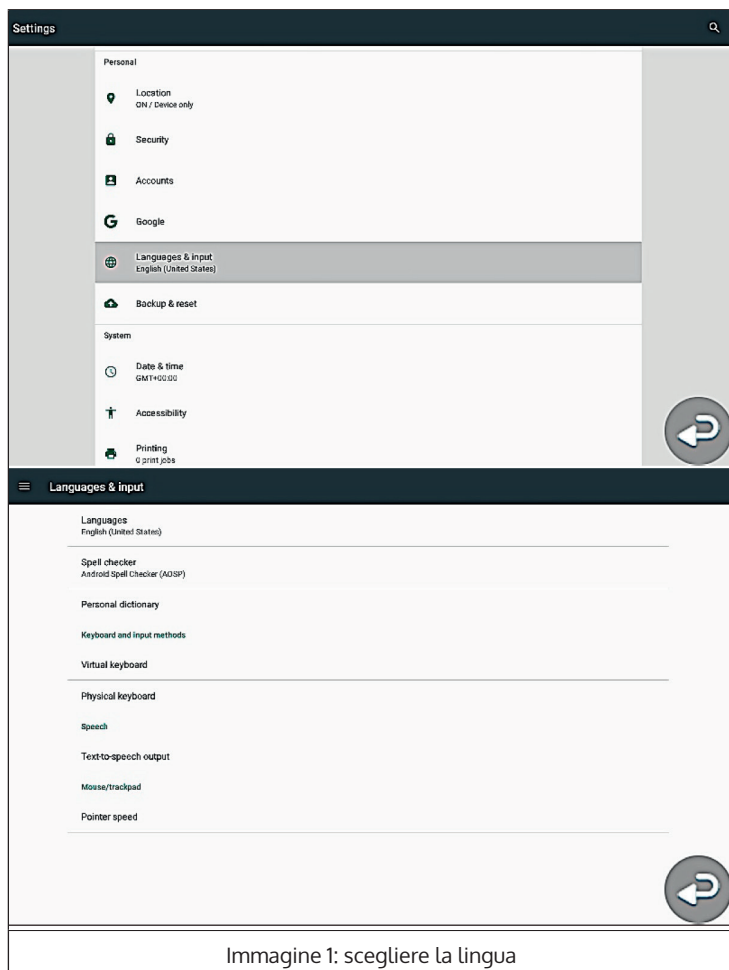 Settings
Personal
Location
ON / Device only
Security
Accounts
Google
Languages & input
English (United States)
Backup & reset
System
Date & time
GMT+00:00
Accessibility
Printing
0 print jobs
Languages & input
Languages
English (United States)
Spell checker
Android Spell Checker (AOSP)
Personal dictionary
Keyboard and input methods
Virtual keyboard
Physical keyboard
Speech
Text-to-speech output
Mouse/trackpad
Pointer speed
Immagine 1: scegliere la lingua